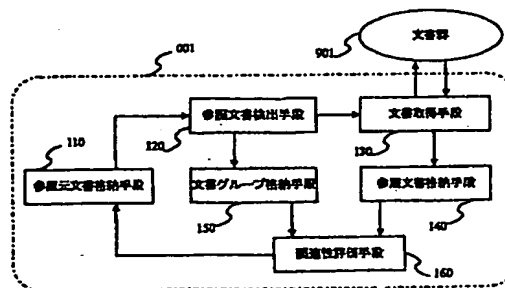 001
901
文書群
110
参照文書検出手段
文書取得手段
120
130
参照元文書格納手段
文書グループ格納手段
参照文書格納手段
150
140
関連性評価手段
160